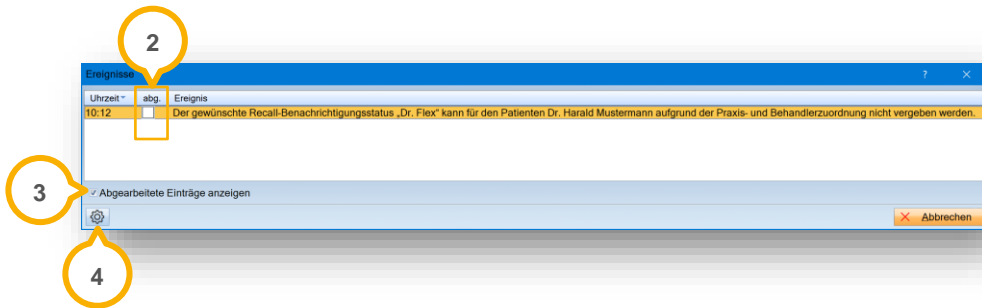 2
Ereignisse ?
Uhrzeit abg. Ereignis
10:12 Der gewünschte Recall-Benachrichtigungsstatus „Dr. Flex“ kann für den Patienten Dr. Harald Mustermann aufgrund der Praxis- und Behandlerzuordnung nicht vergeben werden.
3
Abgearbeitete Einträge anzeigen
Abbrechen
4